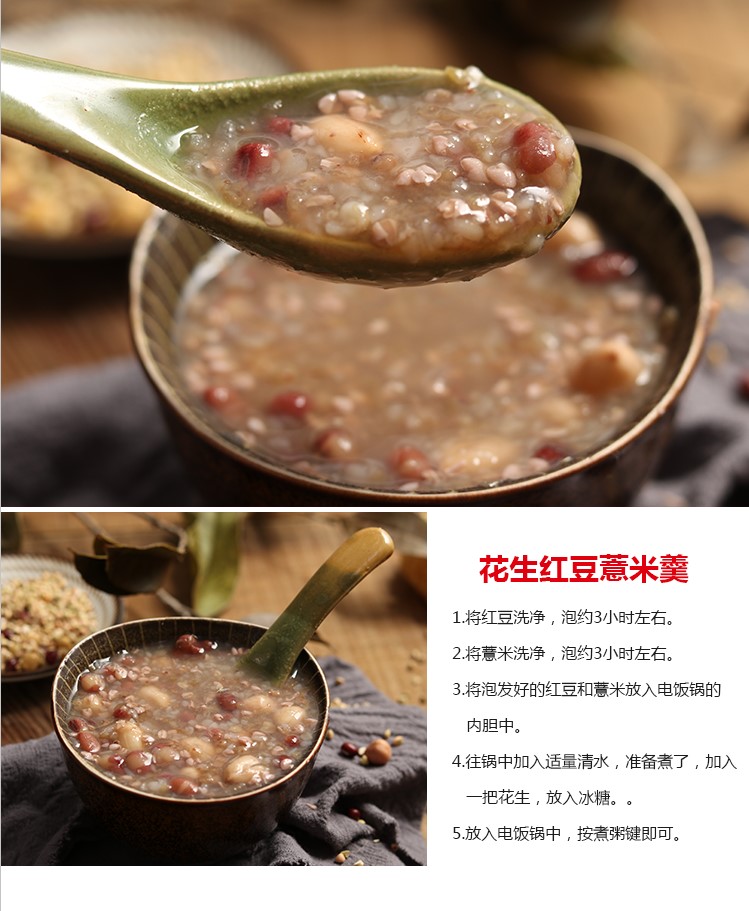 花生红豆薏米羹
1.将红豆洗净，泡约3小时左右。
2.将薏米洗净，泡约3小时左右。
3.将泡发好的红豆和薏米放入电饭锅的
内胆中。
4.往锅中加入适量清水，准备煮了，加入
一把花生，放入冰糖。。
5.放入电饭锅中，按煮粥键即可。